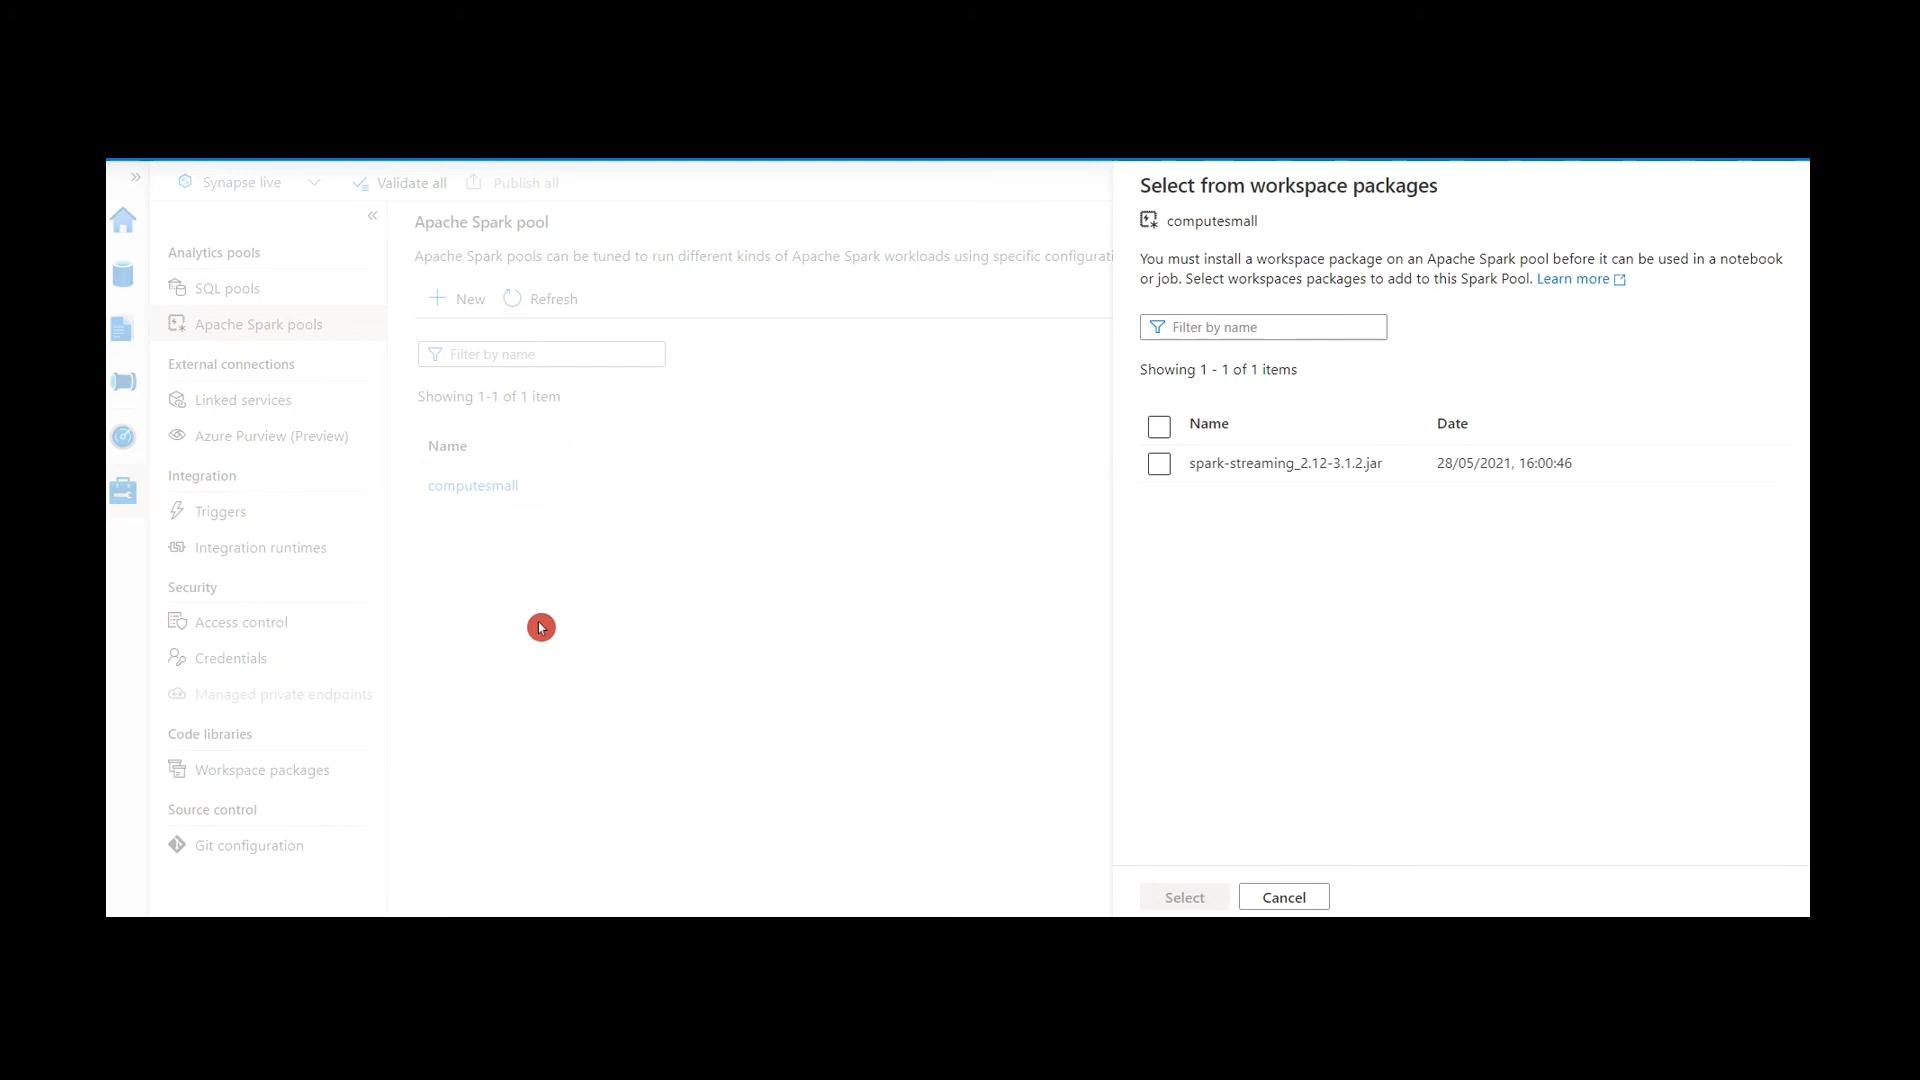 Synapse live
Validate all
Publish all
Analytics pools
SQL pools
Apache Spark pools
External connections
Linked services
Azure Purview (Preview)
Integration
Triggers
Integration runtimes
Security
Access control
Credentials
Managed private endpoints
Code libraries
Workspace packages
Source control
Git configuration
Apache Spark pool
Apache Spark pools can be tuned to run different kinds of Apache Spark workloads using specific configurati
New
Refresh
Filter by name
Showing 1-1 of 1 item
Name
computesmall
Select from workspace packages
computesmall
You must install a workspace package on an Apache Spark pool before it can be used in a notebook
or job. Select workspaces packages to add to this Spark Pool. Learn more
Filter by name
Showing 1 - 1 of 1 items
Name Date
spark-streaming_2.12-3.1.2.jar 28/05/2021, 16:00:46
Select
Cancel